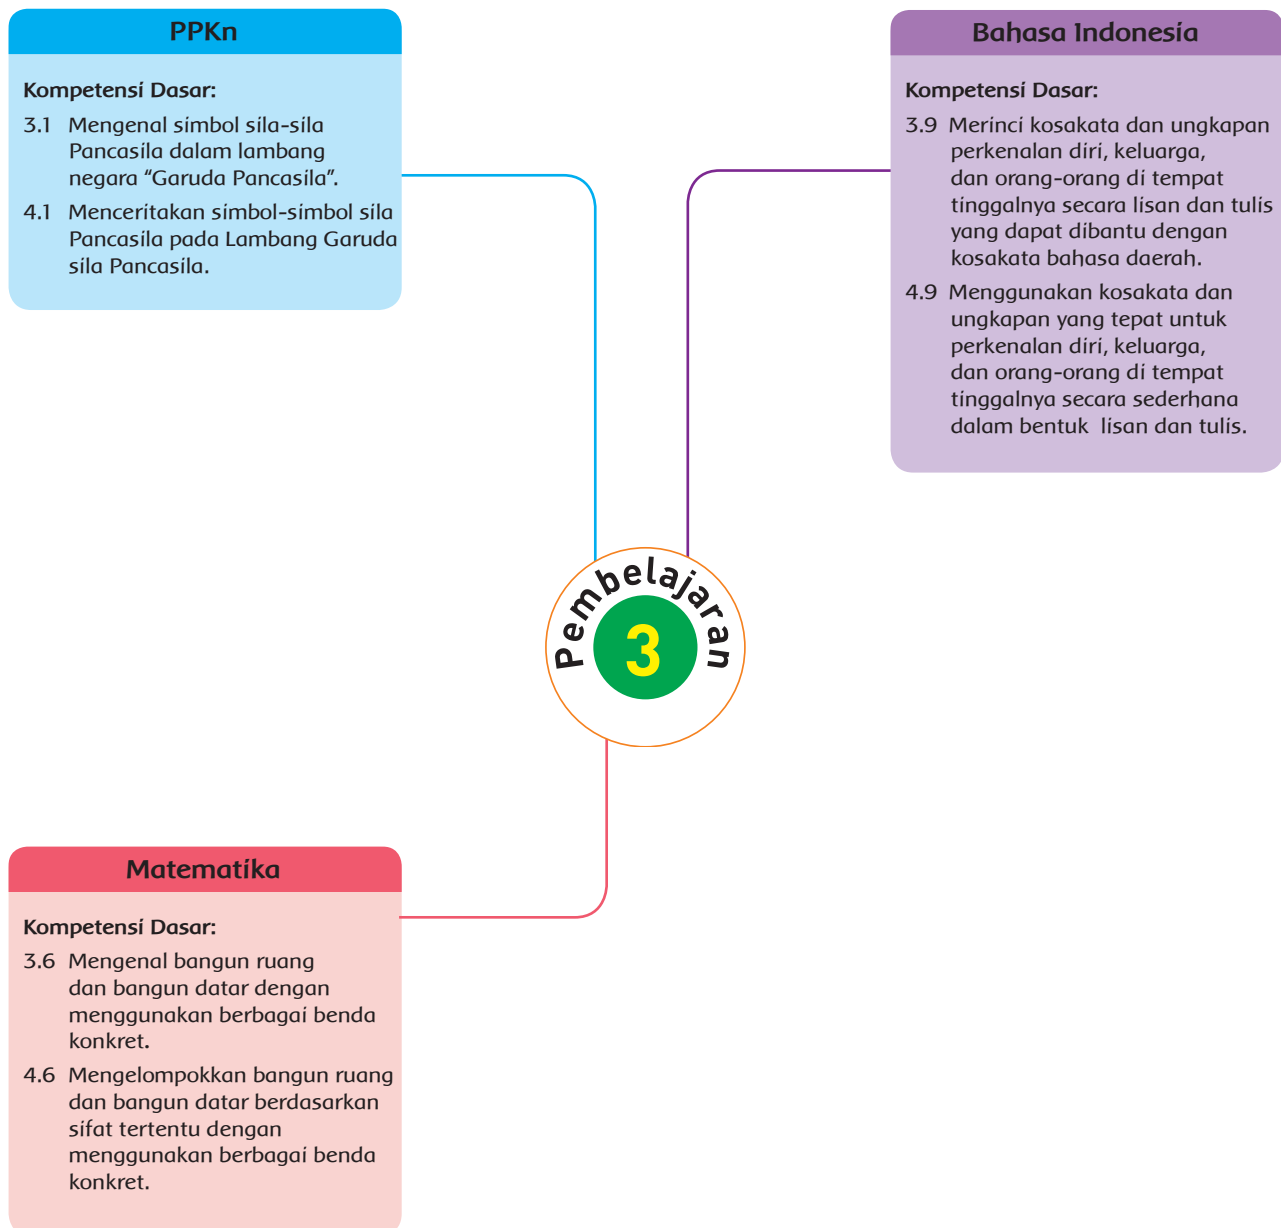 PPKn
Kompetensi Dasar:
3.1 Mengenal simbol sila-sila
Pancasila dalam lambang
negara “Garuda Pancasila”.
4.1 Menceritakan simbol-simbol sila
Pancasila pada Lambang Garuda
sila Pancasila.
Bahasa Indonesia
Kompetensi Dasar:
3.9 Merinci kosakata dan ungkapan
perkenalan diri, keluarga,
dan orang-orang di tempat
tinggalnya secara lisan dan tulis
yang dapat dibantu dengan
kosakata bahasa daerah.
4.9 Menggunakan kosakata dan
ungkapan yang tepat untuk
perkenalan diri, keluarga,
dan orang-orang di tempat
tinggalnya secara sederhana
dalam bentuk lisan dan tulis.
Pembelajaran
3
Matematika
Kompetensi Dasar:
3.6 Mengenal bangun ruang
dan bangun datar dengan
menggunakan berbagai benda
konkret.
4.6 Mengelompokkan bangun ruang
dan bangun datar berdasarkan
sifat tertentu dengan
menggunakan berbagai benda
konkret.